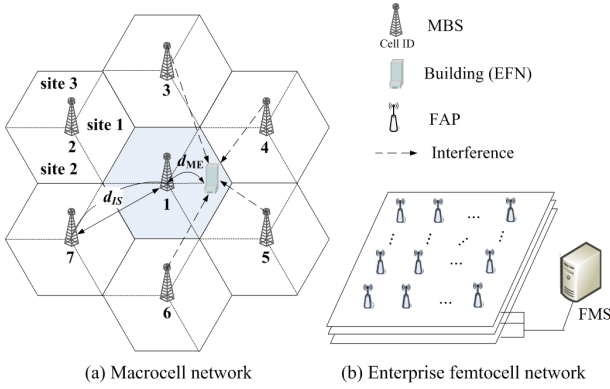 3
site 3
site 1
2
4
site 2
d_ME
d_IS
1
7
5
6
(a) Macrocell network
MBS
Cell ID
Building (EFN)
FAP
Interference
...
...
...
...
...
...
FMS
(b) Enterprise femtocell network